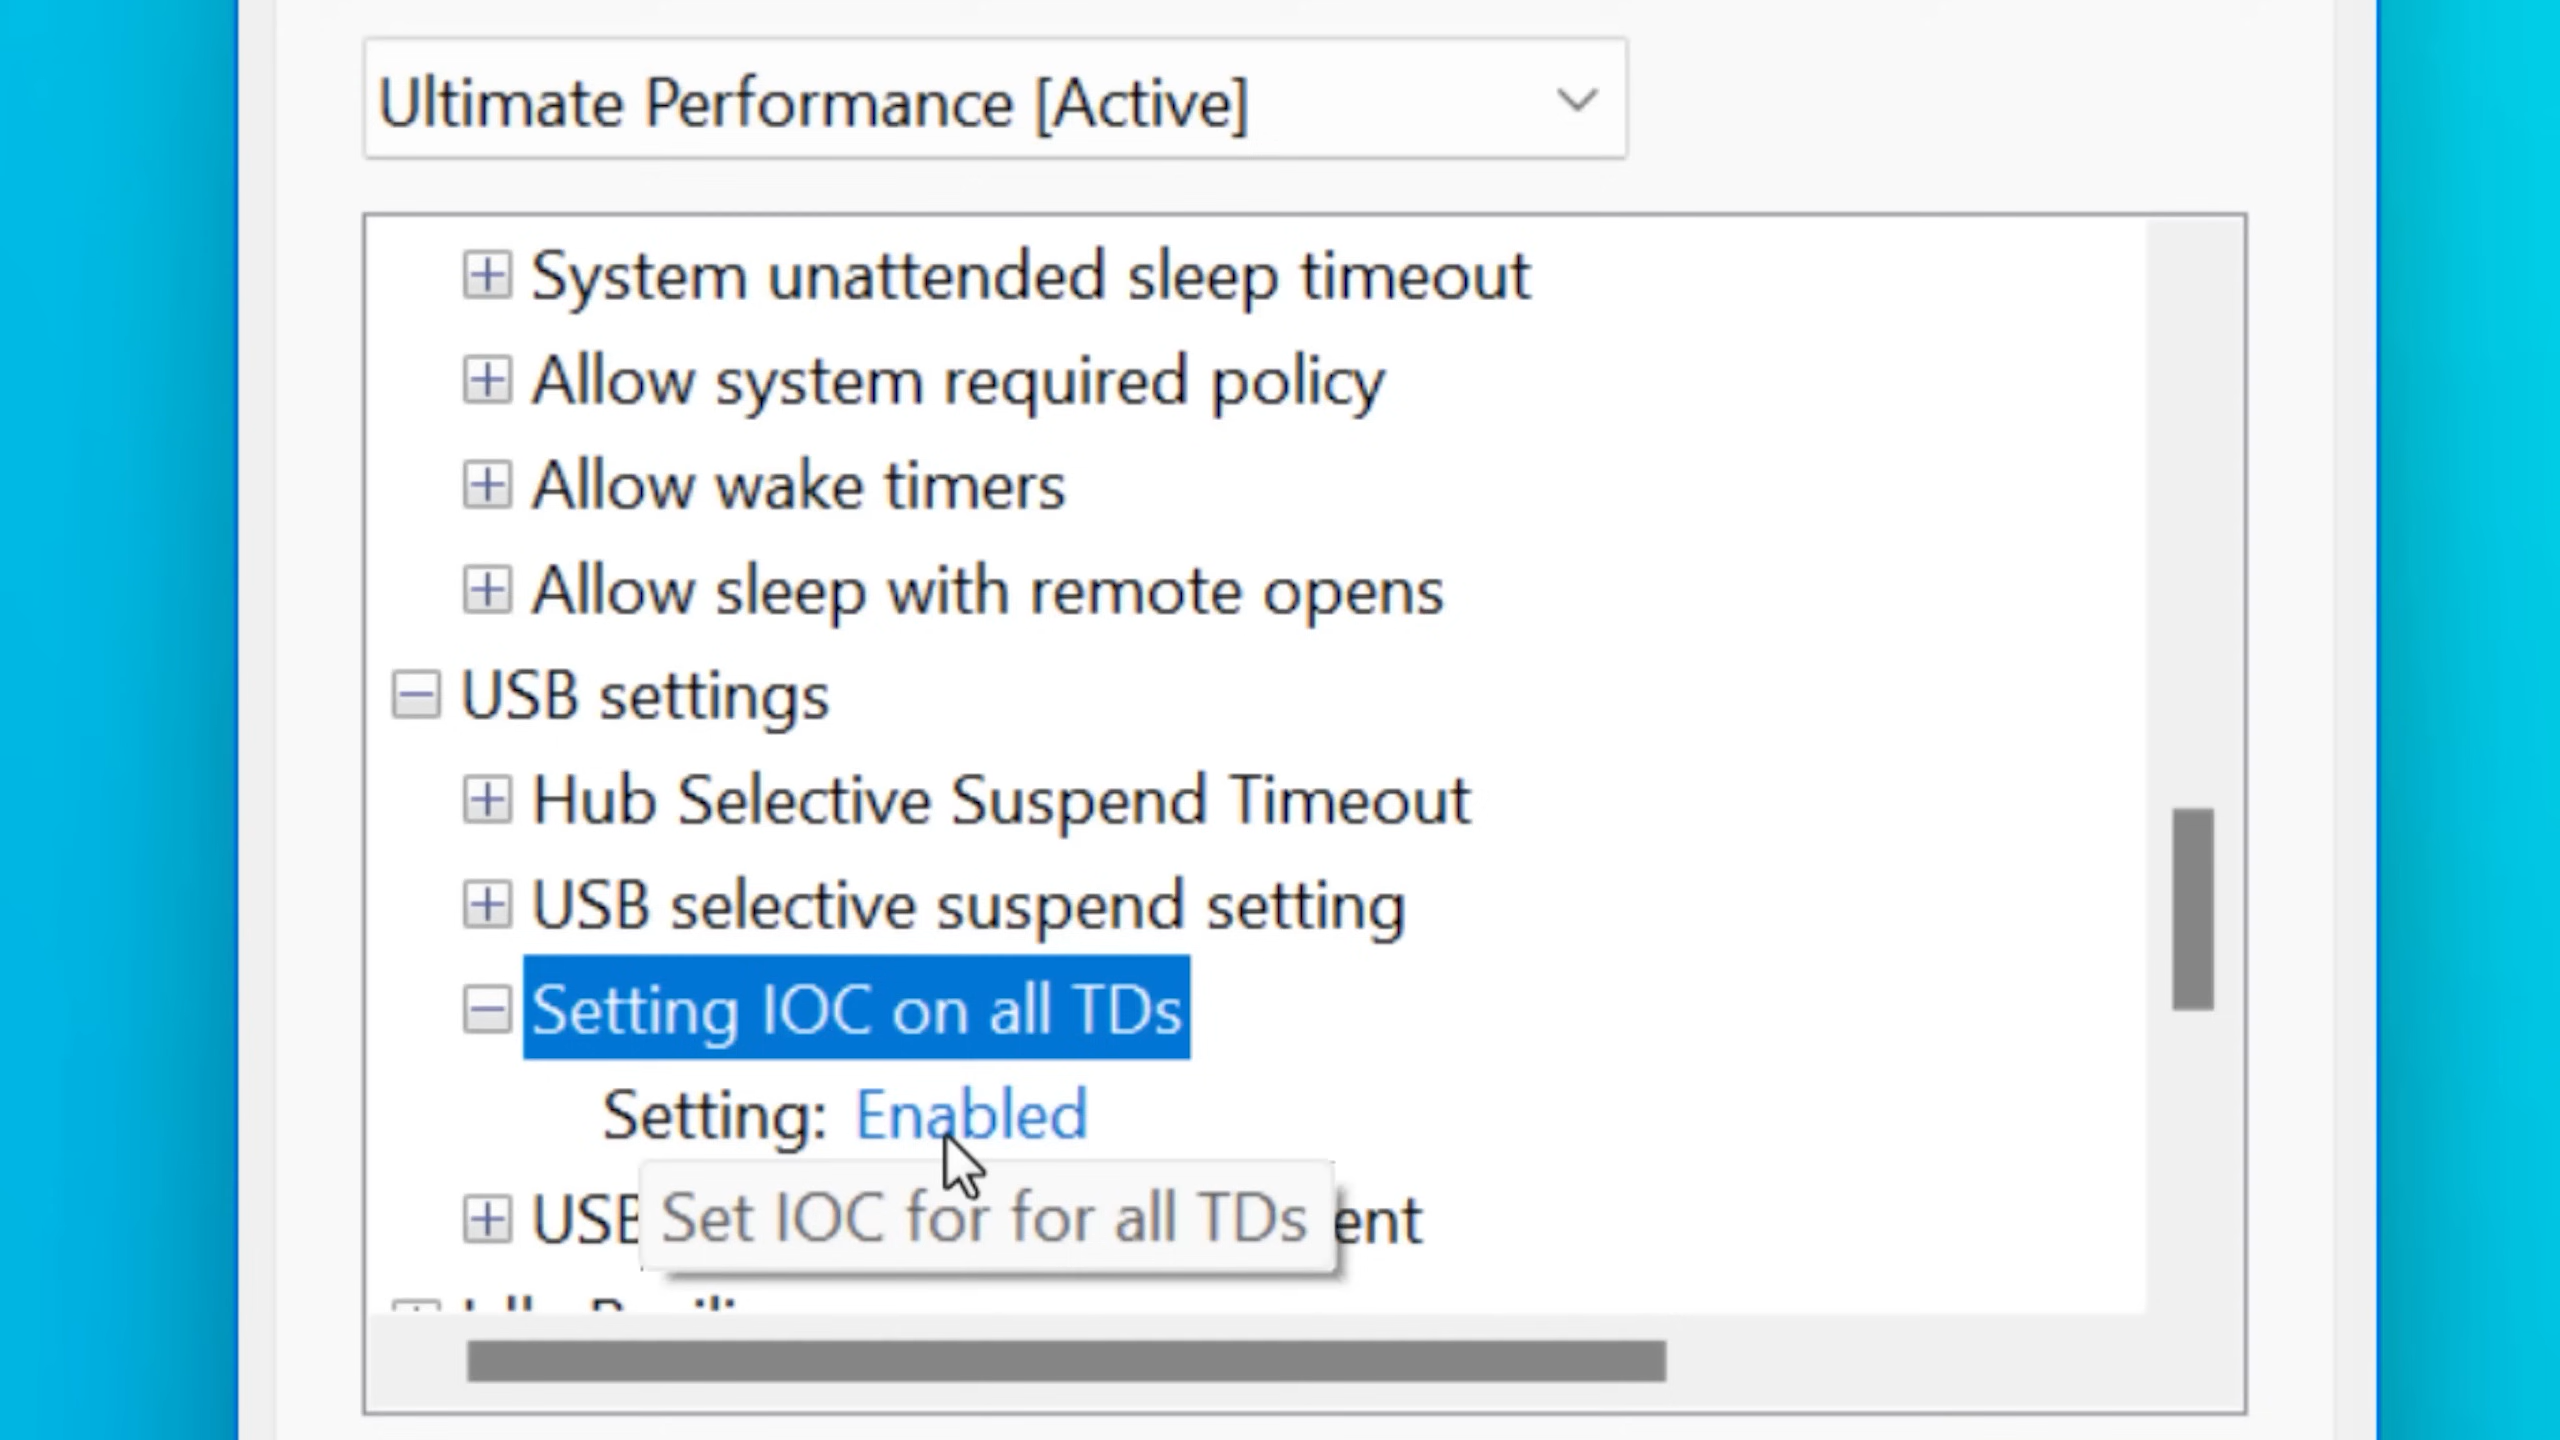 Ultimate Performance [Active]
System unattended sleep timeout
Allow system required policy
Allow wake timers
Allow sleep with remote opens
USB settings
Hub Selective Suspend Timeout
USB selective suspend setting
Setting IOC on all TDs
Setting: Enabled
Set IOC for for all TDs